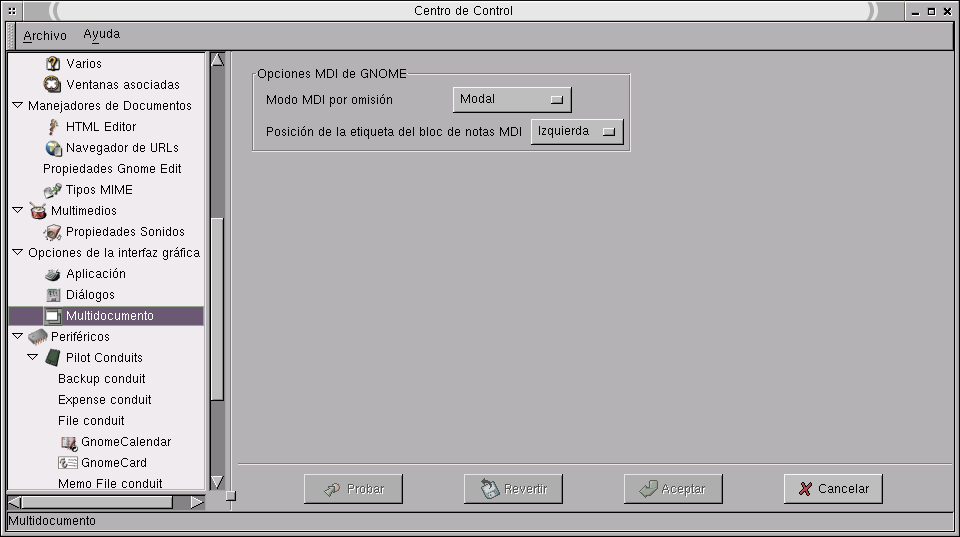 Centro de Control
Archivo Ayuda
Varios
Ventanas asociadas
Manejadores de Documentos
HTML Editor
Navegador de URLs
Propiedades Gnome Edit
Tipos MIME
Multimedios
Propiedades Sonidos
Opciones de la interfaz gráfica
Aplicación
Diálogos
Multidocumento
Periféricos
Pilot Conduits
Backup conduit
Expense conduit
File conduit
GnomeCalendar
GnomeCard
Memo File conduit
Opciones MDI de GNOME
Modo MDI por omisión Modal
Posición de la etiqueta del bloc de notas MDI Izquierda
Probar Revertir Aceptar Cancelar
Multidocumento